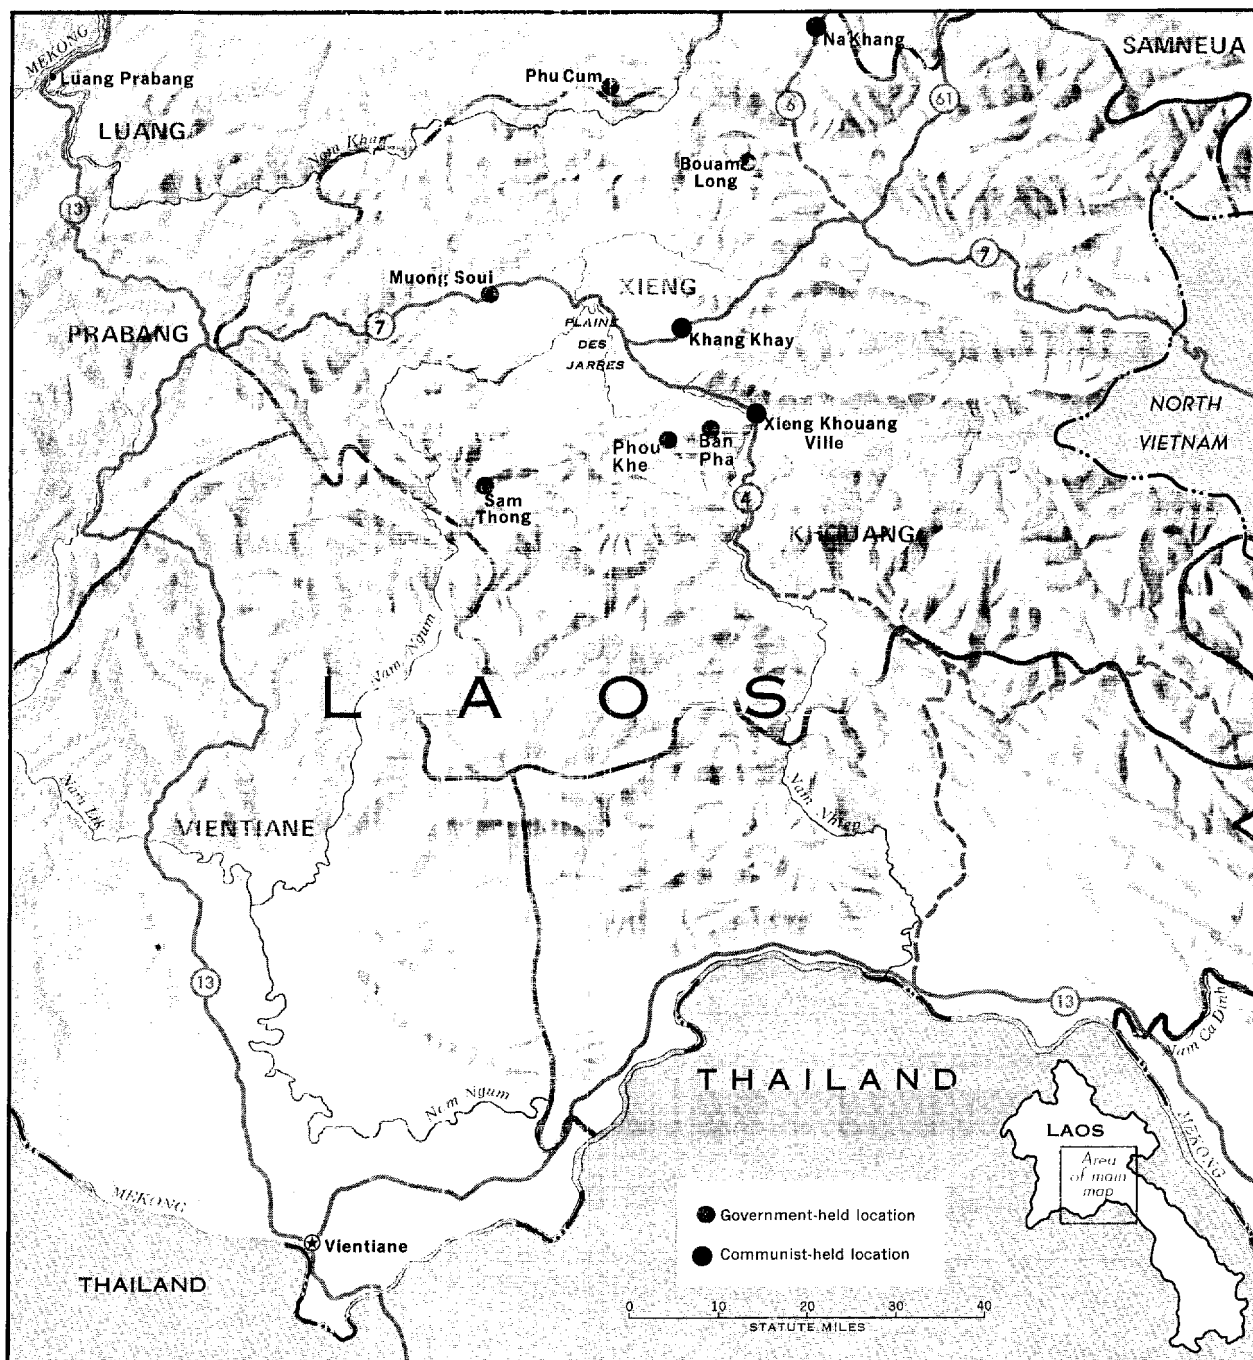 MEKONG
Luang Prabang
LUANG
13
Nam Khan
Phu Cum
Na Khang
6
61
SAMNEUA
Bouam
Long
7
Muong Soui
XIENG
PRABANG
7
PLAINE
DES
JARRES
Khang Khay
NORTH
VIETNAM
Xieng Khouang
Ville
Ban
Pha
Phou
Khe
Sam
Thong
4
KHOUANG
Nam Ngum
LAOS
Nam Lik
VIENTIANE
Nam Nhiep
13
13
Nam Ca Dinh
THAILAND
Nam Ngum
MEKONG
LAOS
Area
of main
map
MEKONG
Vientiane
THAILAND
Government-held location
Communist-held location
0 10 20 30 40
STATUTE MILES